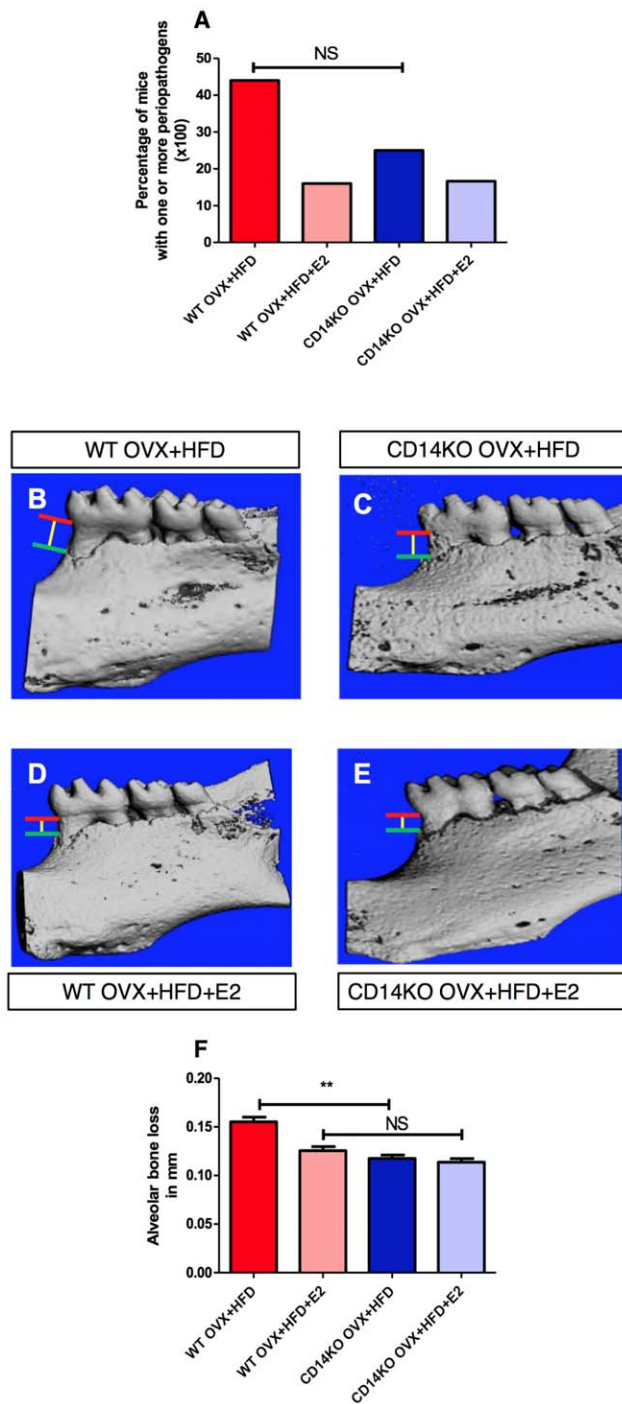 A
NS
50
40
30
20
10
0
Percentage of mice
with one or more periopathogens
(x100)
WT OVX+HFD
WT OVX+HFD+E2
CD14KO OVX+HFD
CD14KO OVX+HFD+E2
WT OVX+HFD
CD14KO OVX+HFD
B
C
D
E
WT OVX+HFD+E2
CD14KO OVX+HFD+E2
F
**
NS
0.20
0.15
0.10
0.05
0.00
Alveolar bone loss
in mm
WT OVX+HFD
WT OVX+HFD+E2
CD14KO OVX+HFD
CD14KO OVX+HFD+E2